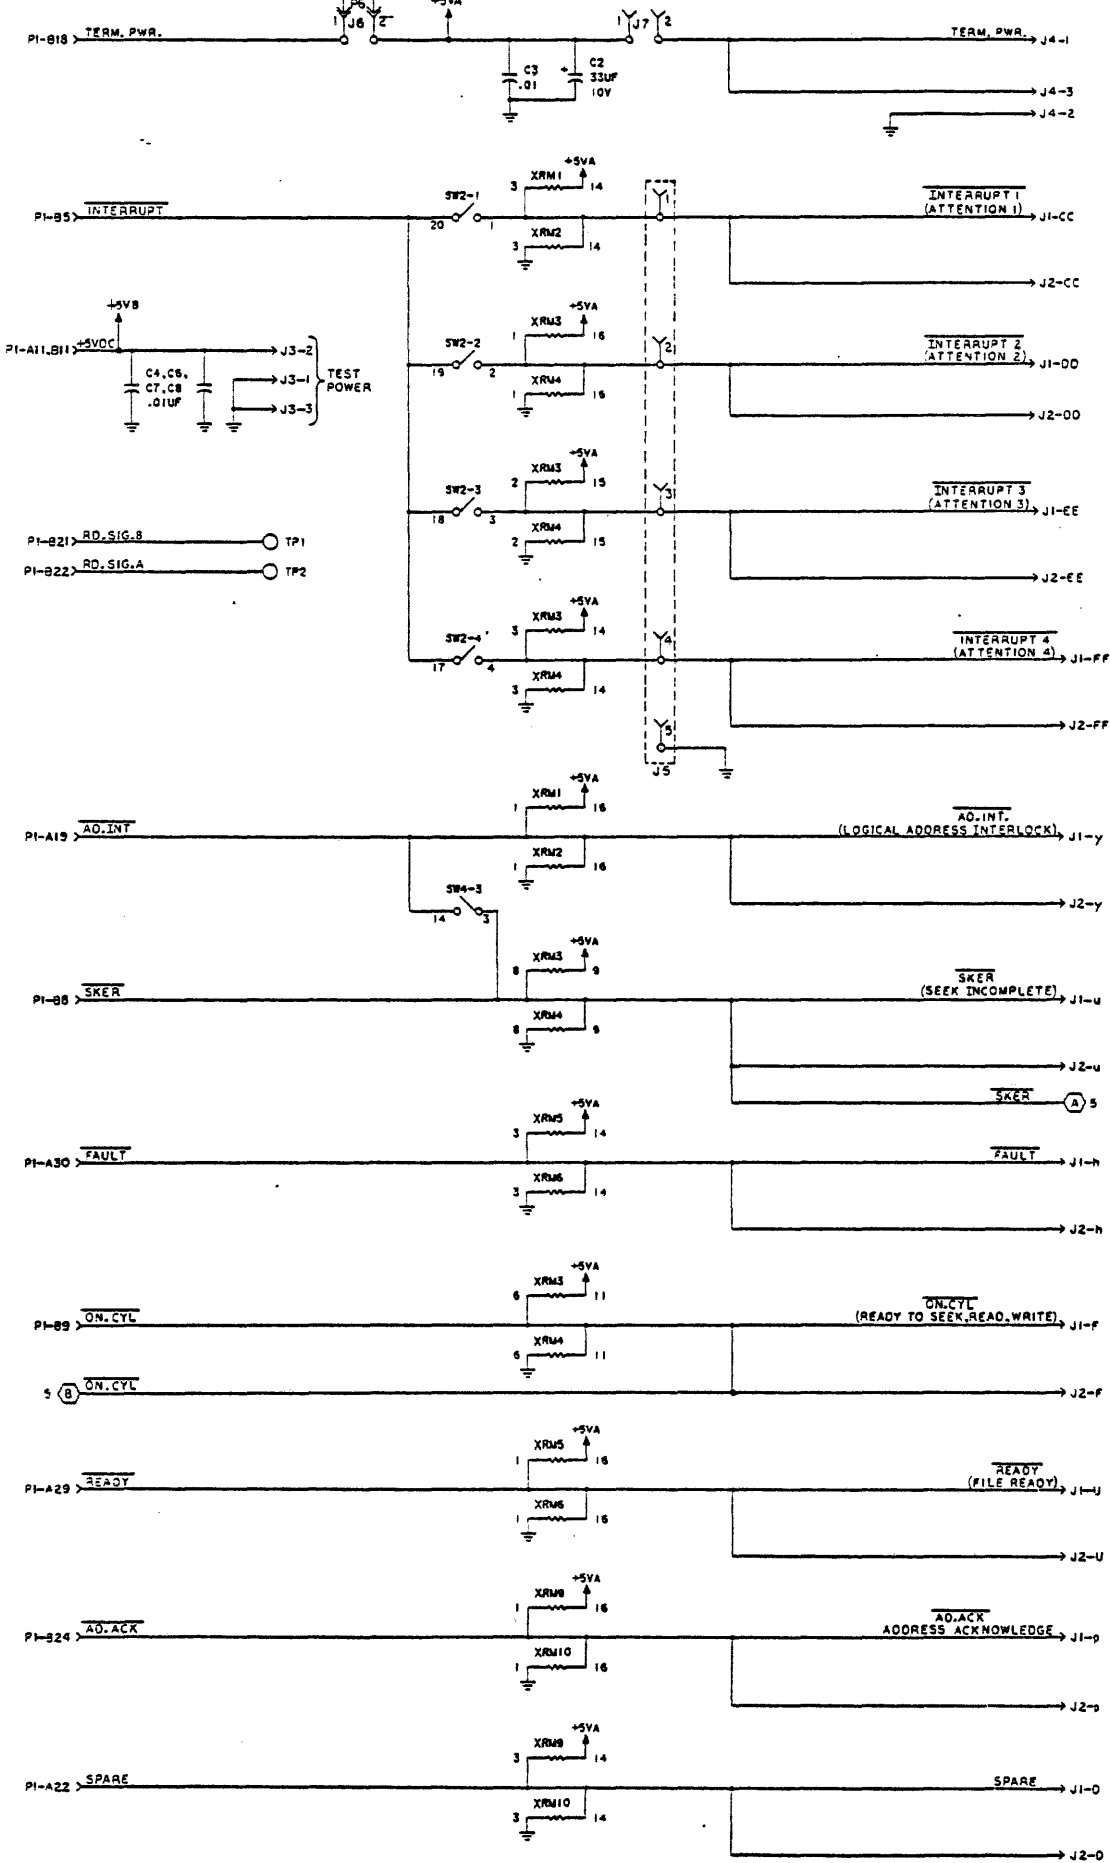 P6
+5VA
1 J6 2
1 J7 2
P1-B18 TERM. PWR.
TERM. PWR. J4-1
C3
.01
+ C2
33UF
10V
J4-3
J4-2
+5VA
XRM1
3 14
SW2-1
P1-B5 INTERRUPT
20 1
1
INTERRUPT 1
(ATTENTION 1) J1-CC
XRM2
3 14
J2-CC
+5VB
P1-A11,B11 +5VDC
J3-2
J3-1
J3-3
TEST
POWER
C4,C5,
C7,C8
.01UF
+5VA
XRM3
1 16
SW2-2
19 2
2
INTERRUPT 2
(ATTENTION 2) J1-DD
XRM4
1 16
J2-DD
+5VA
XRM3
2 15
SW2-3
18 3
3
INTERRUPT 3
(ATTENTION 3) J1-EE
XRM4
2 15
P1-B21 RD.SIG.B TP1
P1-B22 RD.SIG.A TP2
J2-EE
+5VA
XRM3
3 14
SW2-4
17 4
4
INTERRUPT 4
(ATTENTION 4) J1-FF
XRM4
3 14
J2-FF
5
J5
+5VA
XRM1
1 16
P1-A19 AD.INT
AD.INT.
(LOGICAL ADDRESS INTERLOCK) J1-y
XRM2
1 16
SW4-3
14 3
J2-y
+5VA
XRM3
8 9
P1-B8 SKER
SKER
(SEEK INCOMPLETE) J1-u
XRM4
8 9
J2-u
SKER A 5
+5VA
XRM5
3 14
P1-A30 FAULT
FAULT J1-h
XRM6
3 14
J2-h
+5VA
XRM3
6 11
P1-B9 ON.CYL
ON.CYL
(READY TO SEEK,READ,WRITE) J1-F
XRM4
6 11
5 B ON.CYL
J2-F
+5VA
XRM5
1 16
P1-A29 READY
READY
(FILE READY) J1-U
XRM6
1 16
J2-U
+5VA
XRM9
1 16
P1-B24 AD.ACK
AD.ACK
ADDRESS ACKNOWLEDGE J1-p
XRM10
1 16
J2-p
+5VA
XRM9
3 14
P1-A22 SPARE
SPARE J1-D
XRM10
3 14
J2-D